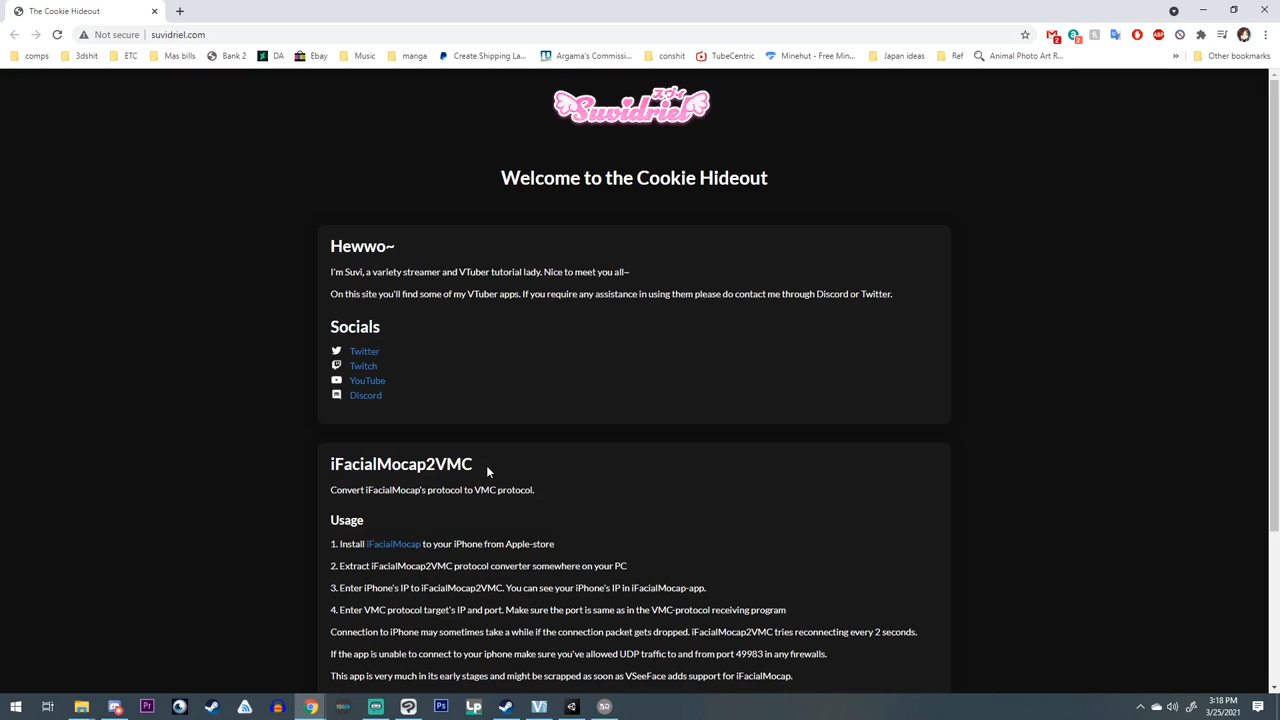 The Cookie Hideout
Not secure | suvidriel.com
comps 3dshit ETC Mas bills Bank 2 DA Ebay Music manga Create Shipping La... Argama's Commissi... conshit TubeCentric Minehut - Free Min... Japan ideas Ref Animal Photo Art R... » Other bookmarks
スヴィ
Suvidriel
Welcome to the Cookie Hideout
Hewwo~
I'm Suvi, a variety streamer and VTuber tutorial lady. Nice to meet you all~
On this site you'll find some of my VTuber apps. If you require any assistance in using them please do contact me through Discord or Twitter.
Socials
Twitter
Twitch
YouTube
Discord
iFacialMocap2VMC
Convert iFacialMocap's protocol to VMC protocol.
Usage
1. Install iFacialMocap to your iPhone from Apple-store
2. Extract iFacialMocap2VMC protocol converter somewhere on your PC
3. Enter iPhone's IP to iFacialMocap2VMC. You can see your iPhone's IP in iFacialMocap-app.
4. Enter VMC protocol target's IP and port. Make sure the port is same as in the VMC-protocol receiving program
Connection to iPhone may sometimes take a while if the connection packet gets dropped. iFacialMocap2VMC tries reconnecting every 2 seconds.
If the app is unable to connect to your iphone make sure you've allowed UDP traffic to and from port 49983 in any firewalls.
This app is very much in its early stages and might be scrapped as soon as VSeeFace adds support for iFacialMocap.
3:18 PM
3/25/2021